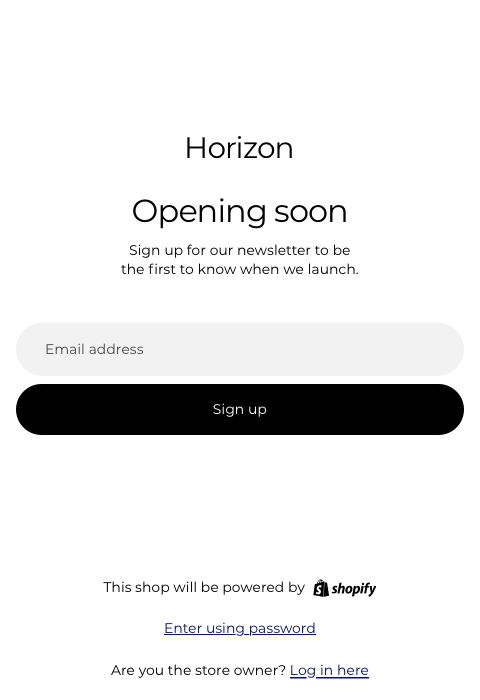 Horizon
Opening soon
Sign up for our newsletter to be
the first to know when we launch.
Email address
Sign up
This shop will be powered by shopify
Enter using password
Are you the store owner? Log in here